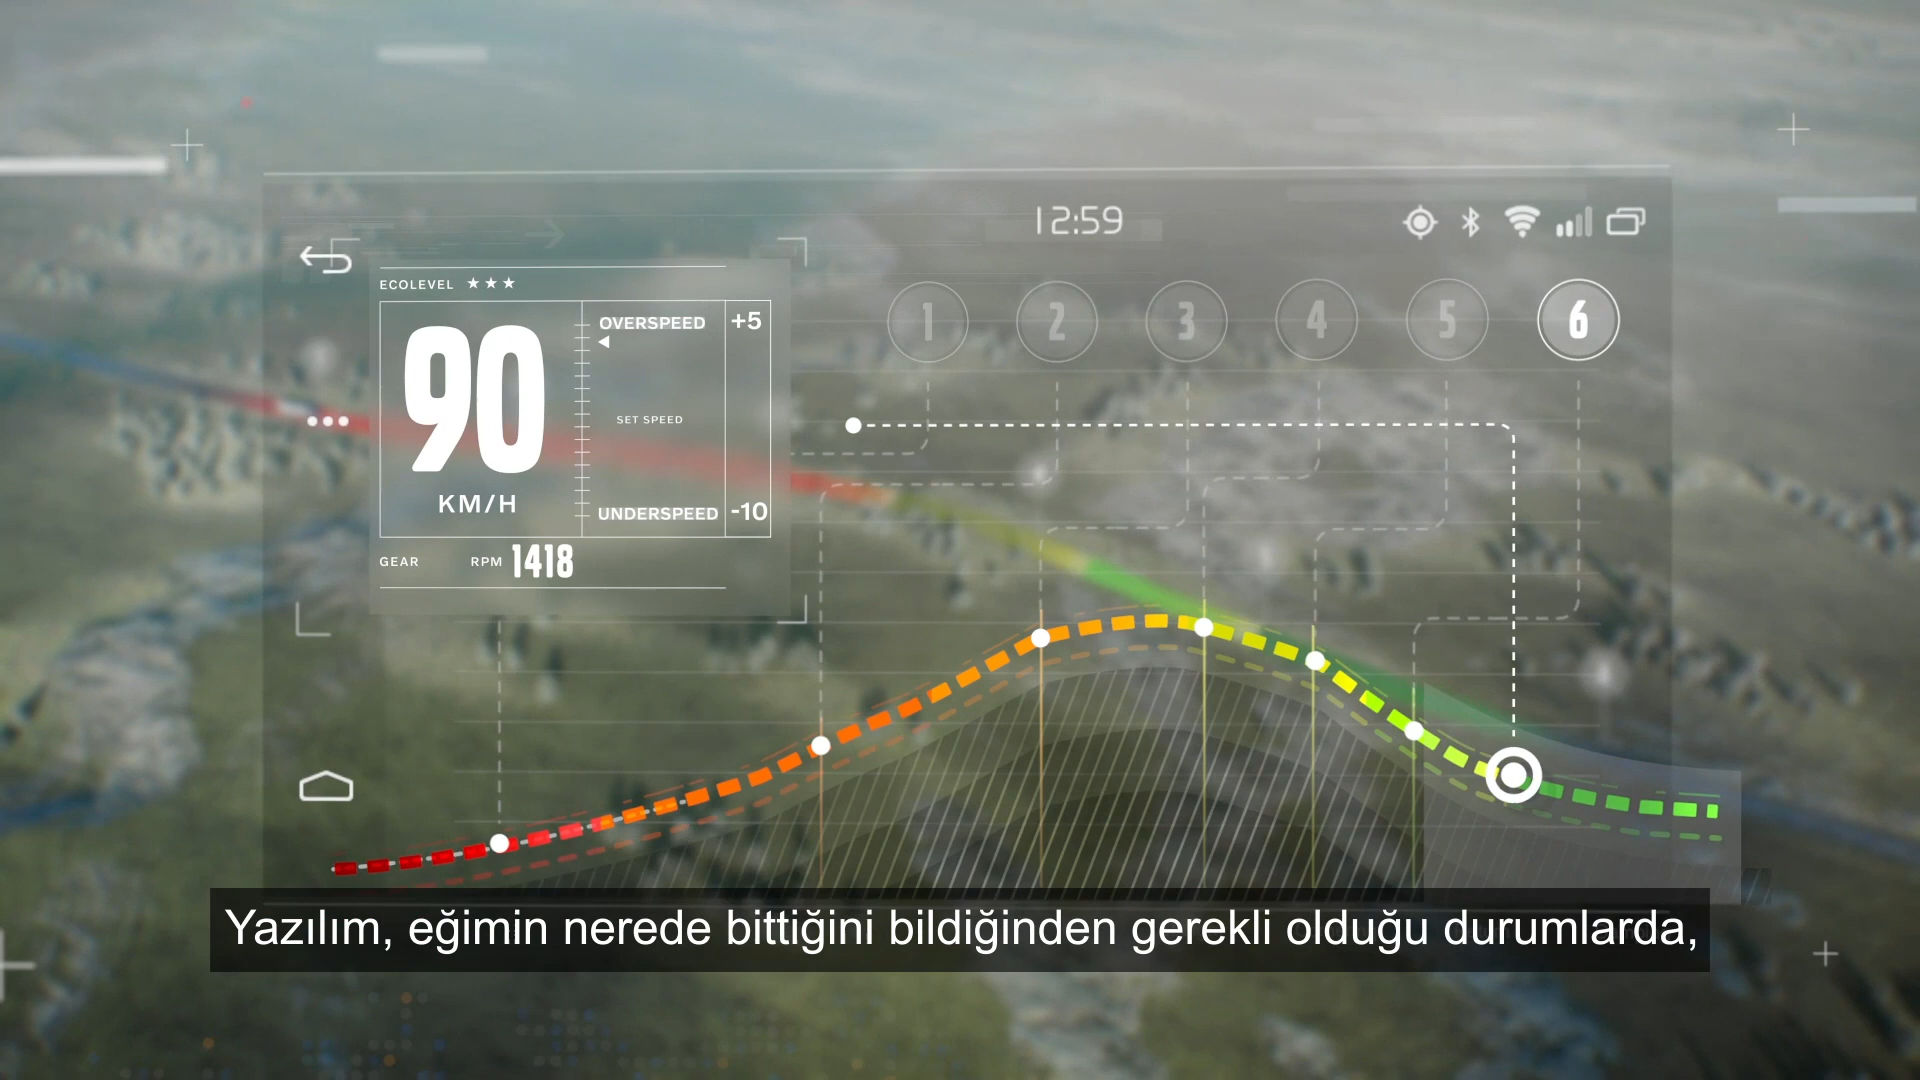 12:59
ECOLEVEL ★★★
90
KM/H
OVERSPEED +5
SET SPEED
UNDERSPEED -10
GEAR RPM 1418
1 2 3 4 5 6
Yazılım, eğimin nerede bittiğini bildiğinden gerekli olduğu durumlarda,